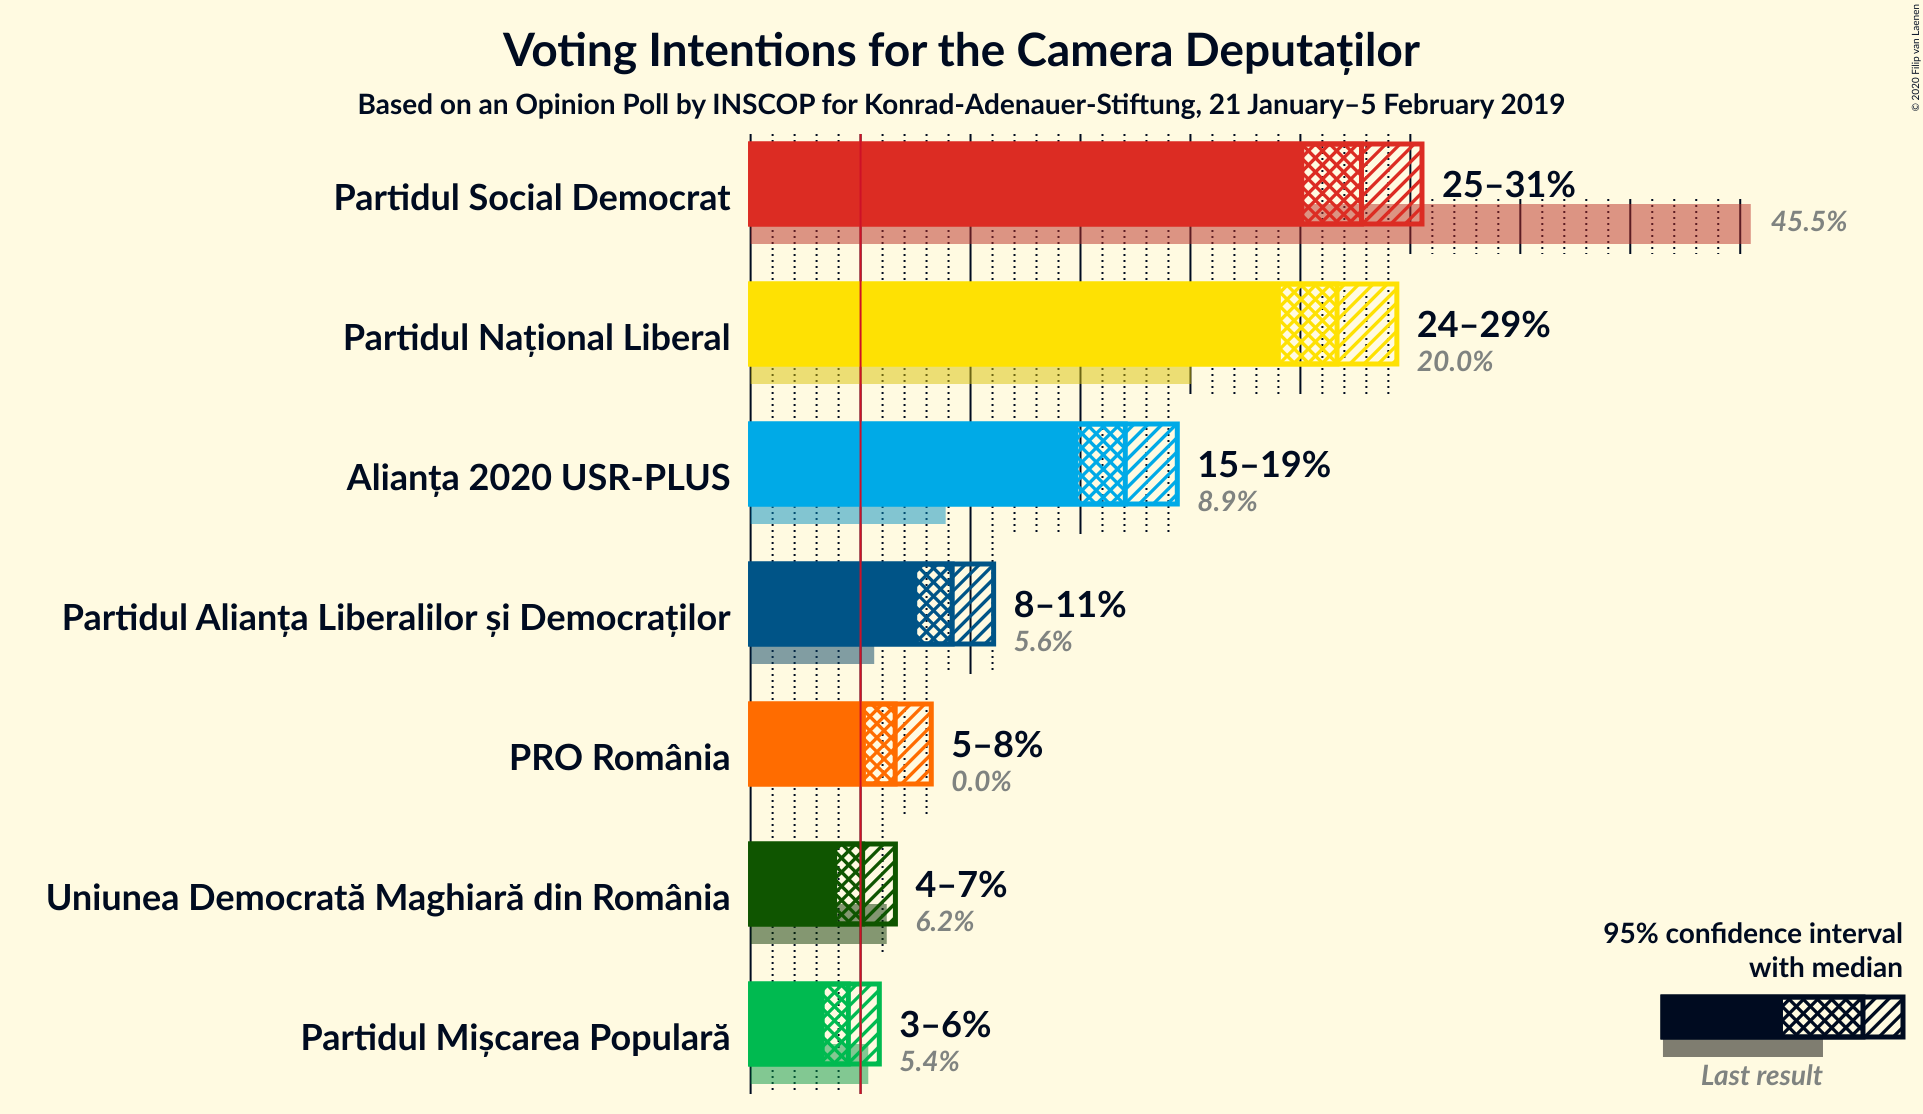 Voting Intentions for the Camera Deputaților
Based on an Opinion Poll by INSCOP for Konrad-Adenauer-Stiftung, 21 January–5 February 2019
© 2020 Filip van Laenen
Partidul Social Democrat
25–31%
45.5%
Partidul Național Liberal
24–29%
20.0%
Alianța 2020 USR-PLUS
15–19%
8.9%
Partidul Alianța Liberalilor și Democraților
8–11%
5.6%
PRO România
5–8%
0.0%
Uniunea Democrată Maghiară din România
4–7%
6.2%
Partidul Mișcarea Populară
3–6%
5.4%
95% confidence interval
with median
Last result